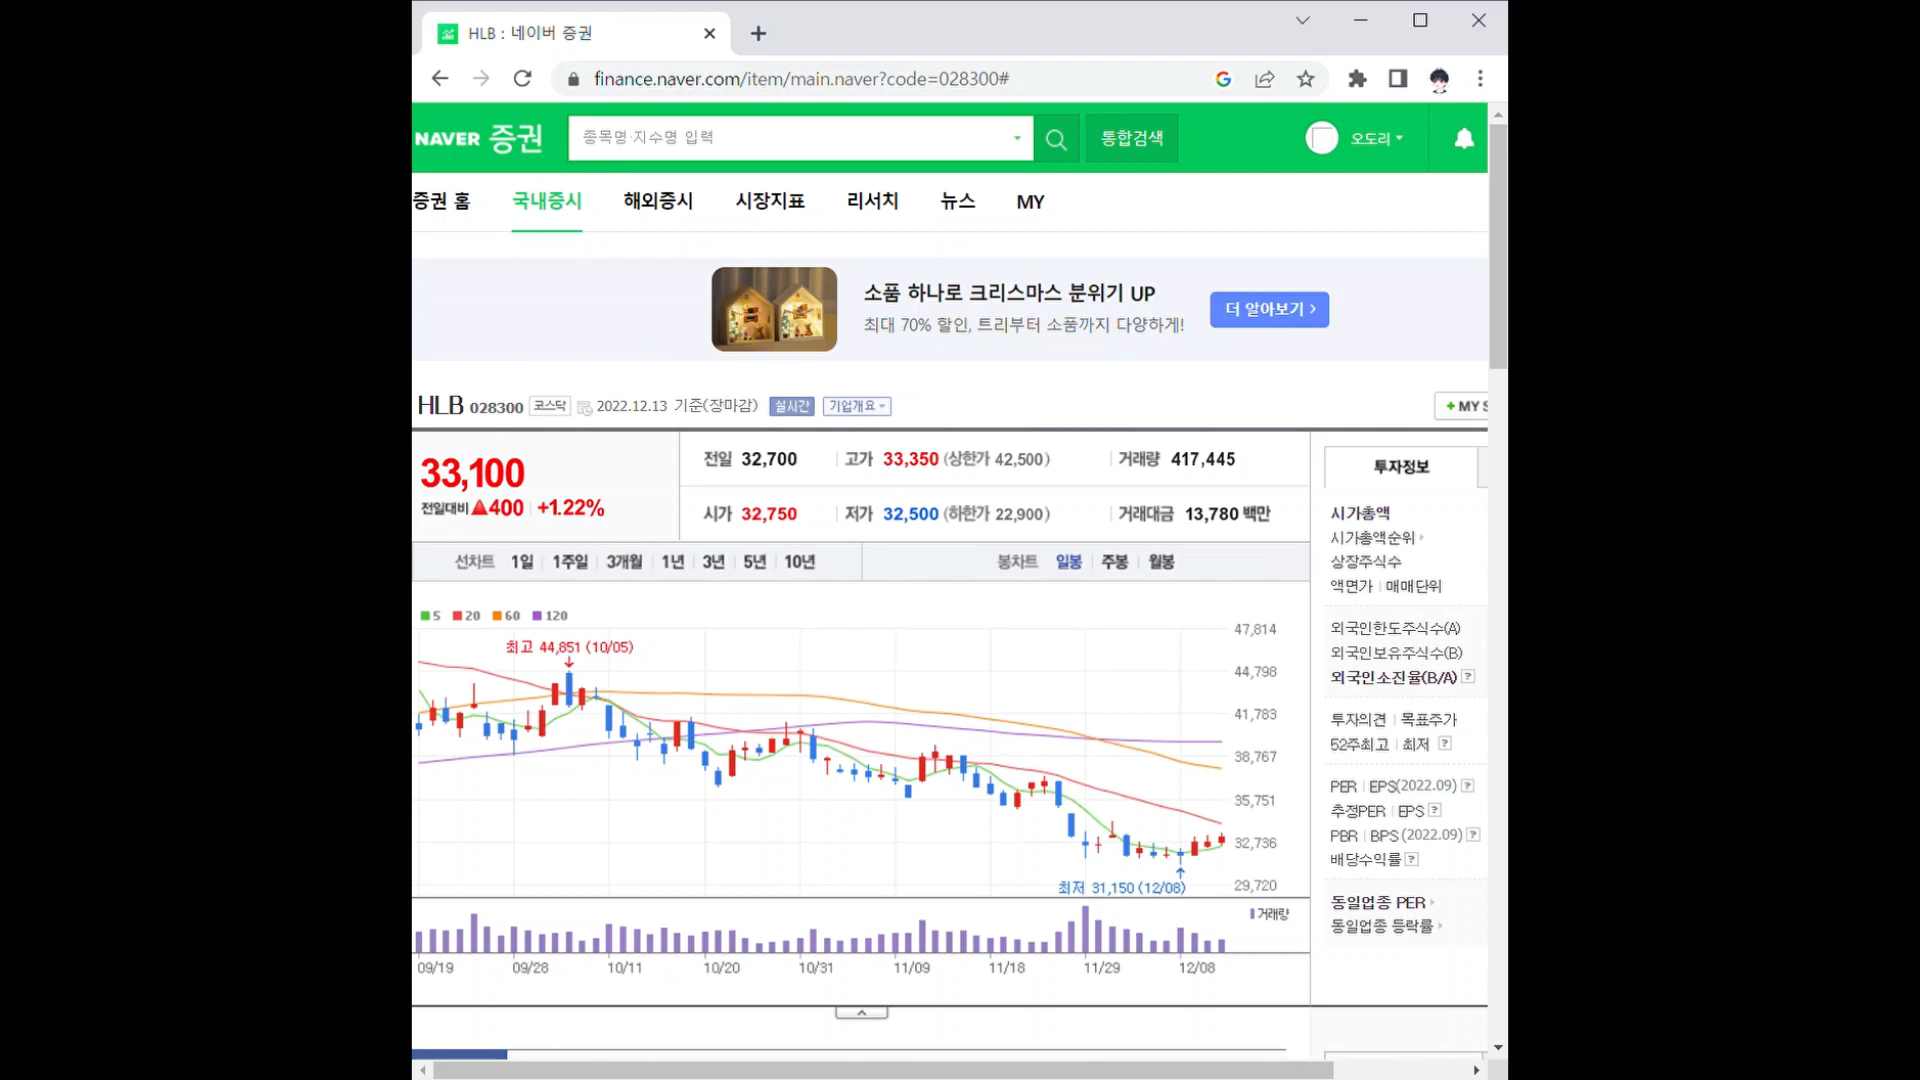 HLB : 네이버 증권
finance.naver.com/item/main.naver?code=028300#
NAVER 증권
종목명·지수명 입력
통합검색
오도리
증권 홈 국내증시 해외증시 시장지표 리서치 뉴스 MY
소품 하나로 크리스마스 분위기 UP
최대 70% 할인, 트리부터 소품까지 다양하게!
더 알아보기 >
HLB 028300 코스닥 2022.12.13 기준(장마감) 실시간 기업개요
+ MY S
33,100
전일대비 ▲400 +1.22%
전일 32,700 고가 33,350 (상한가 42,500) 거래량 417,445
시가 32,750 저가 32,500 (하한가 22,900) 거래대금 13,780 백만
선차트 1일 1주일 3개월 1년 3년 5년 10년 봉차트 일봉 주봉 월봉
5 20 60 120
최고 44,851 (10/05)
47,814
44,798
41,783
38,767
35,751
32,736
29,720
최저 31,150 (12/08)
거래량
09/19 09/28 10/11 10/20 10/31 11/09 11/18 11/29 12/08
투자정보
시가총액
시가총액순위
상장주식수
액면가 매매단위
외국인한도주식수(A)
외국인보유주식수(B)
외국인소진율(B/A) ?
투자의견 목표주가
52주최고 최저 ?
PER EPS(2022.09) ?
추정PER EPS ?
PBR BPS (2022.09) ?
배당수익률 ?
동일업종 PER
동일업종 등락률